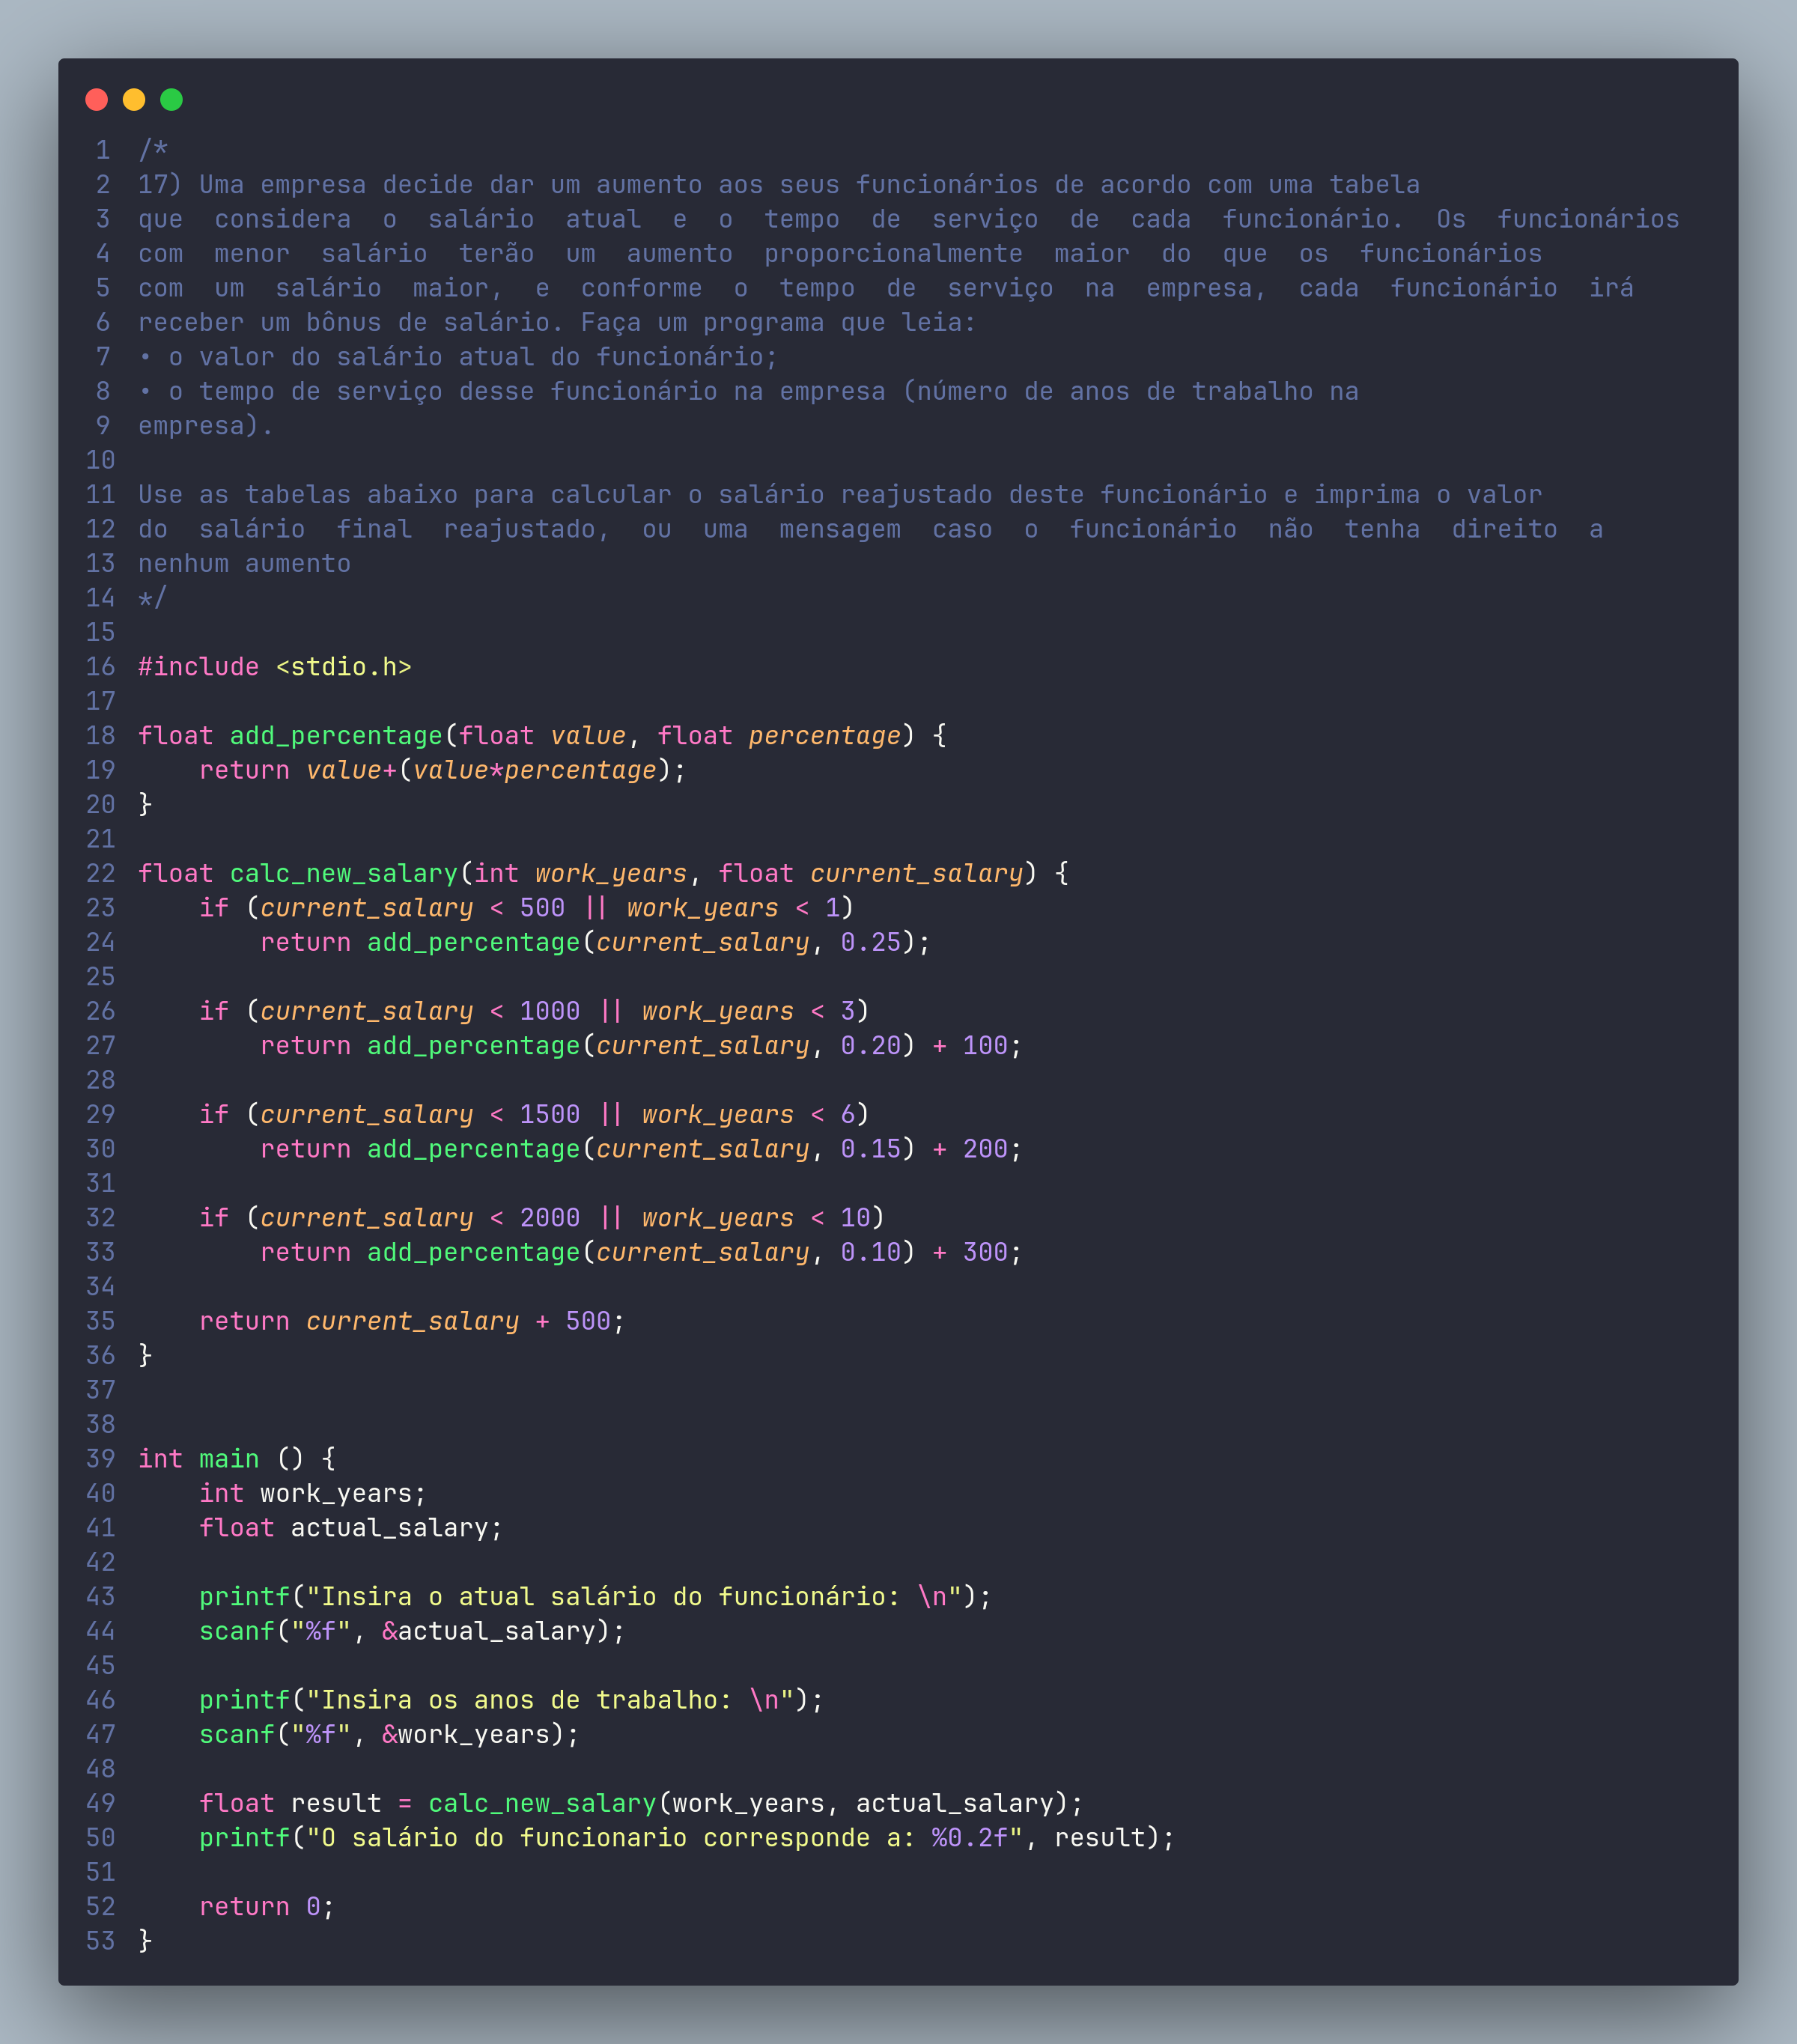 1 /*
2 17) Uma empresa decide dar um aumento aos seus funcionários de acordo com uma tabela
3 que  considera  o  salário  atual  e  o  tempo  de  serviço  de  cada  funcionário.  Os  funcionários
4 com  menor  salário  terão  um  aumento  proporcionalmente  maior  do  que  os  funcionários
5 com  um  salário  maior,  e  conforme  o  tempo  de  serviço  na  empresa,  cada  funcionário  irá
6 receber um bônus de salário. Faça um programa que leia:
7 • o valor do salário atual do funcionário;
8 • o tempo de serviço desse funcionário na empresa (número de anos de trabalho na
9 empresa).
10
11 Use as tabelas abaixo para calcular o salário reajustado deste funcionário e imprima o valor
12 do  salário  final  reajustado,  ou  uma  mensagem  caso  o  funcionário  não  tenha  direito  a
13 nenhum aumento
14 */
15
16 #include <stdio.h>
17
18 float add_percentage(float value, float percentage) {
19     return value+(value*percentage);
20 }
21
22 float calc_new_salary(int work_years, float current_salary) {
23     if (current_salary < 500 || work_years < 1)
24         return add_percentage(current_salary, 0.25);
25
26     if (current_salary < 1000 || work_years < 3)
27         return add_percentage(current_salary, 0.20) + 100;
28
29     if (current_salary < 1500 || work_years < 6)
30         return add_percentage(current_salary, 0.15) + 200;
31
32     if (current_salary < 2000 || work_years < 10)
33         return add_percentage(current_salary, 0.10) + 300;
34
35     return current_salary + 500;
36 }
37
38
39 int main () {
40     int work_years;
41     float actual_salary;
42
43     printf("Insira o atual salário do funcionário: \n");
44     scanf("%f", &actual_salary);
45
46     printf("Insira os anos de trabalho: \n");
47     scanf("%f", &work_years);
48
49     float result = calc_new_salary(work_years, actual_salary);
50     printf("O salário do funcionario corresponde a: %0.2f", result);
51
52     return 0;
53 }